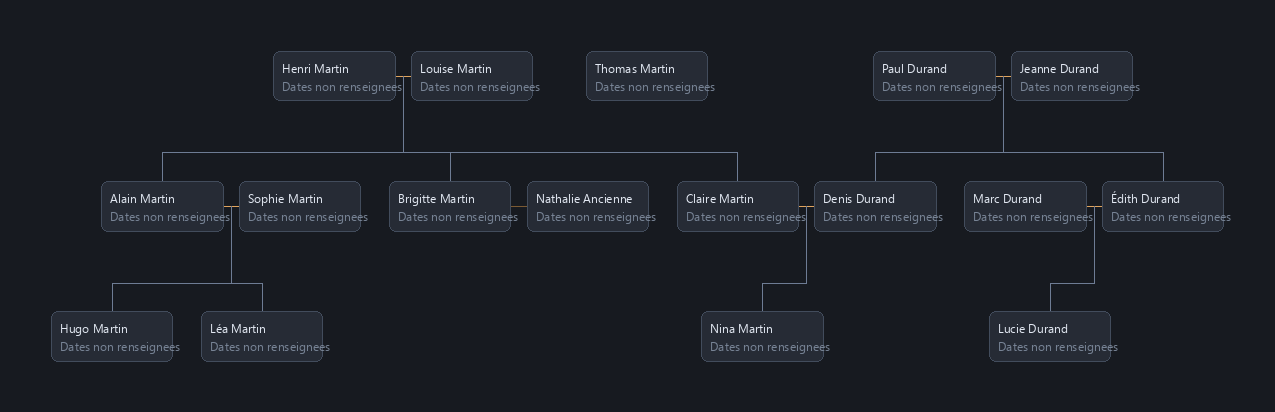 Henri Martin
Dates non renseignees
Louise Martin
Dates non renseignees
Thomas Martin
Dates non renseignees
Paul Durand
Dates non renseignees
Jeanne Durand
Dates non renseignees
Alain Martin
Dates non renseignees
Sophie Martin
Dates non renseignees
Brigitte Martin
Dates non renseignees
Nathalie Ancienne
Dates non renseignees
Claire Martin
Dates non renseignees
Denis Durand
Dates non renseignees
Marc Durand
Dates non renseignees
Édith Durand
Dates non renseignees
Hugo Martin
Dates non renseignees
Léa Martin
Dates non renseignees
Nina Martin
Dates non renseignees
Lucie Durand
Dates non renseignees